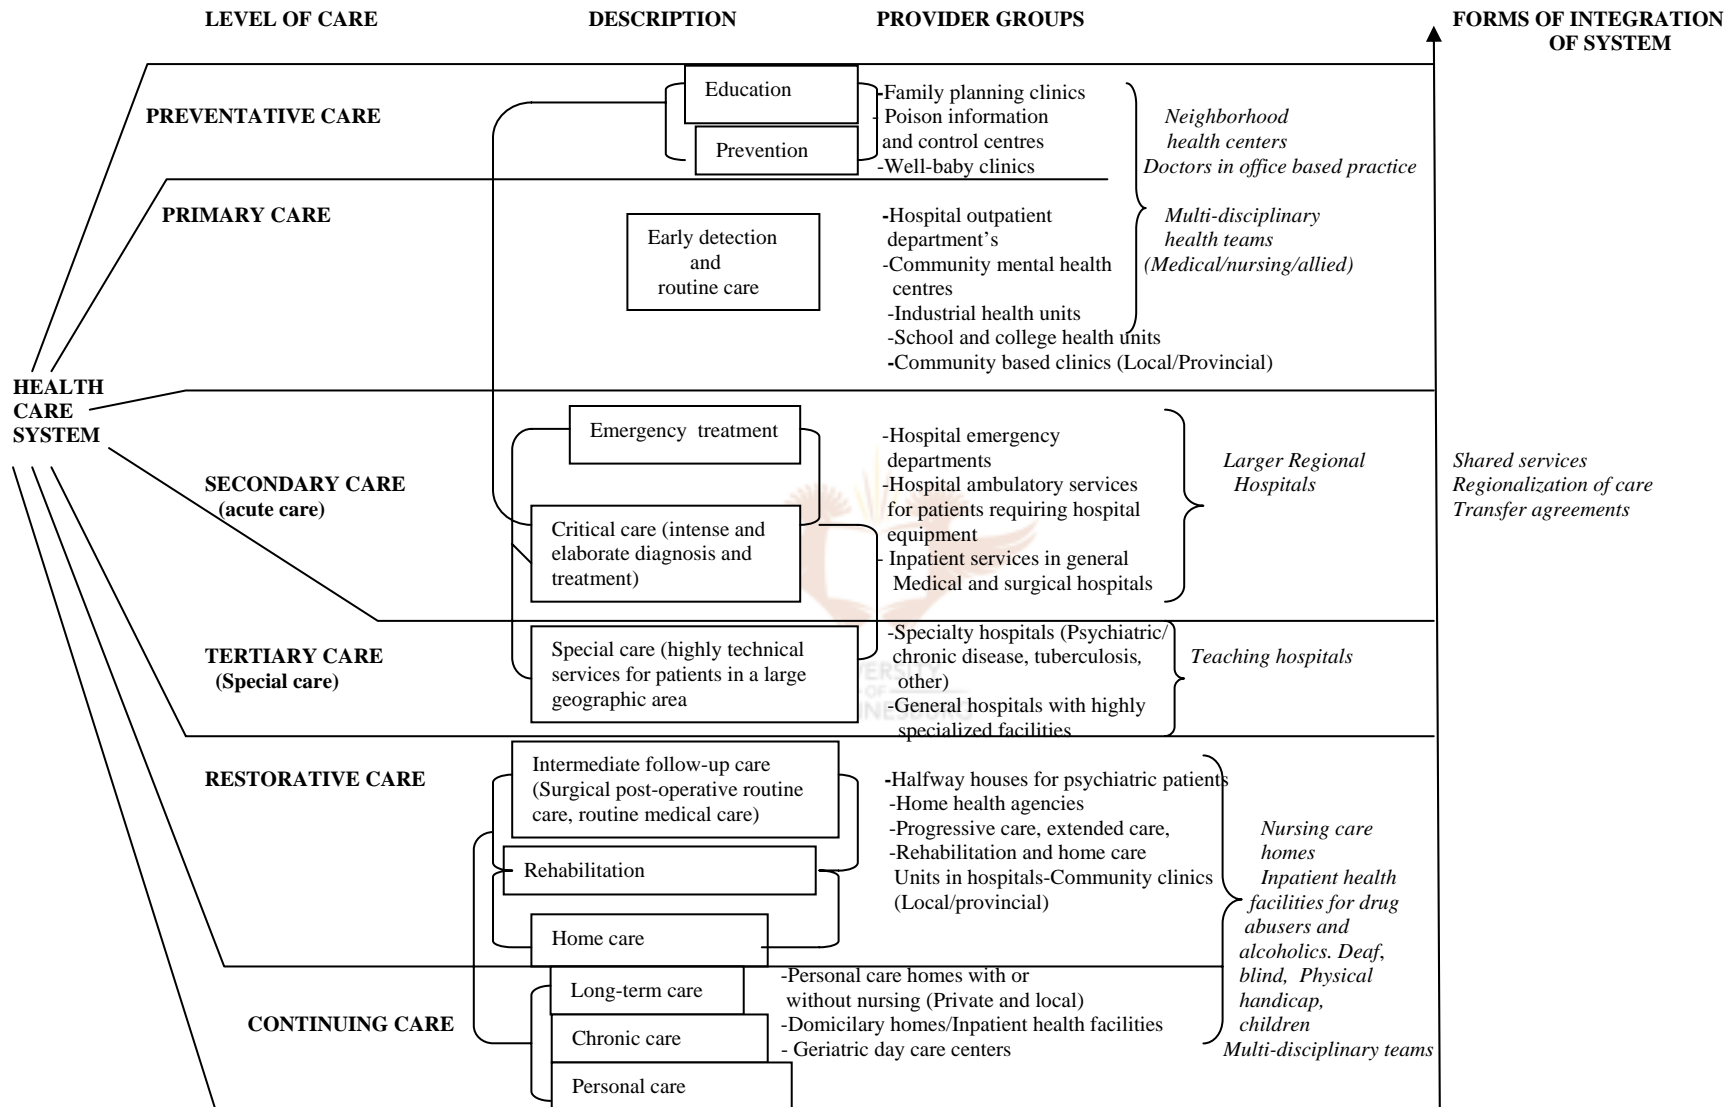 LEVEL OF CARE
DESCRIPTION
PROVIDER GROUPS
FORMS OF INTEGRATION
OF SYSTEM
HEALTH
CARE
SYSTEM
PREVENTATIVE CARE
Education
Prevention
-Family planning clinics
- Poison information
and control centres
-Well-baby clinics
Neighborhood
health centers
Doctors in office based practice
Multi-disciplinary
health teams
(Medical/nursing/allied)
PRIMARY CARE
Early detection
and
routine care
-Hospital outpatient
department's
-Community mental health
centres
-Industrial health units
-School and college health units
-Community based clinics (Local/Provincial)
SECONDARY CARE
(acute care)
Emergency treatment
Critical care (intense and
elaborate diagnosis and
treatment)
-Hospital emergency
departments
-Hospital ambulatory services
for patients requiring hospital
equipment
- Inpatient services in general
Medical and surgical hospitals
Larger Regional
Hospitals
Shared services
Regionalization of care
Transfer agreements
TERTIARY CARE
(Special care)
Special care (highly technical
services for patients in a large
geographic area
-Specialty hospitals (Psychiatric/
chronic disease, tuberculosis,
other)
-General hospitals with highly
specialized facilities
Teaching hospitals
RESTORATIVE CARE
Intermediate follow-up care
(Surgical post-operative routine
care, routine medical care)
Rehabilitation
Home care
-Halfway houses for psychiatric patients
-Home health agencies
-Progressive care, extended care,
-Rehabilitation and home care
Units in hospitals-Community clinics
(Local/provincial)
Nursing care
homes
Inpatient health
facilities for drug
abusers and
alcoholics. Deaf,
blind, Physical
handicap,
children
Multi-disciplinary teams
CONTINUING CARE
Long-term care
Chronic care
Personal care
-Personal care homes with or
without nursing (Private and local)
-Domicilary homes/Inpatient health facilities
- Geriatric day care centers